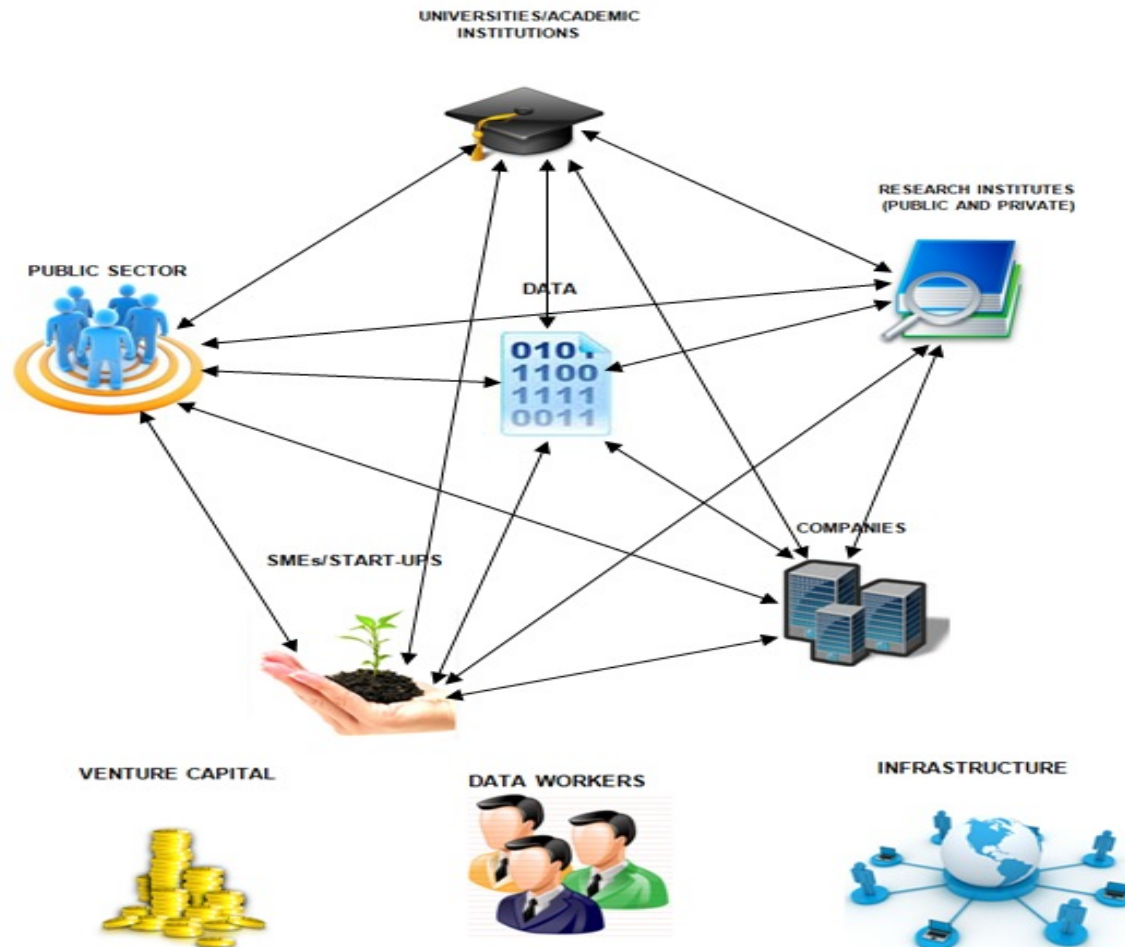 UNIVERSITIES/ACADEMIC
INSTITUTIONS
RESEARCH INSTITUTES
(PUBLIC AND PRIVATE)
PUBLIC SECTOR
DATA
0101
1100
1111
0011
COMPANIES
SMEs/START-UPS
VENTURE CAPITAL
DATA WORKERS
INFRASTRUCTURE